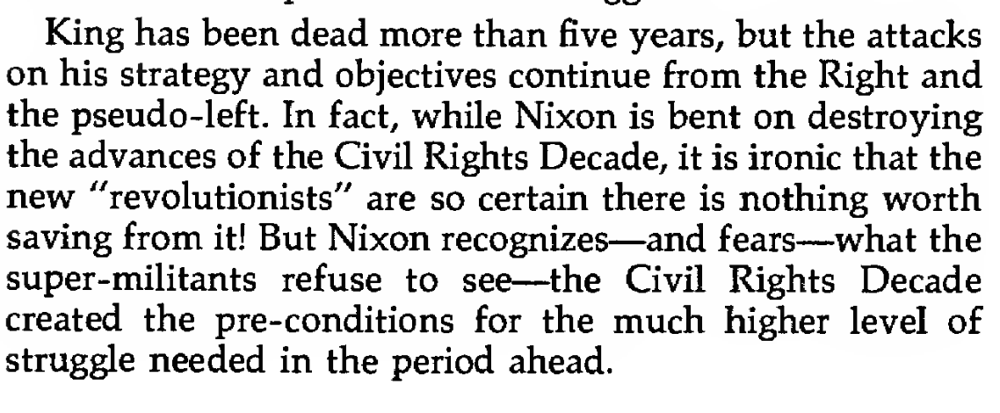 King has been dead more than five years, but the attacks
on his strategy and objectives continue from the Right and
the pseudo-left. In fact, while Nixon is bent on destroying
the advances of the Civil Rights Decade, it is ironic that the
new "revolutionists" are so certain there is nothing worth
saving from it! But Nixon recognizes—and fears—what the
super-militants refuse to see—the Civil Rights Decade
created the pre-conditions for the much higher level of
struggle needed in the period ahead.